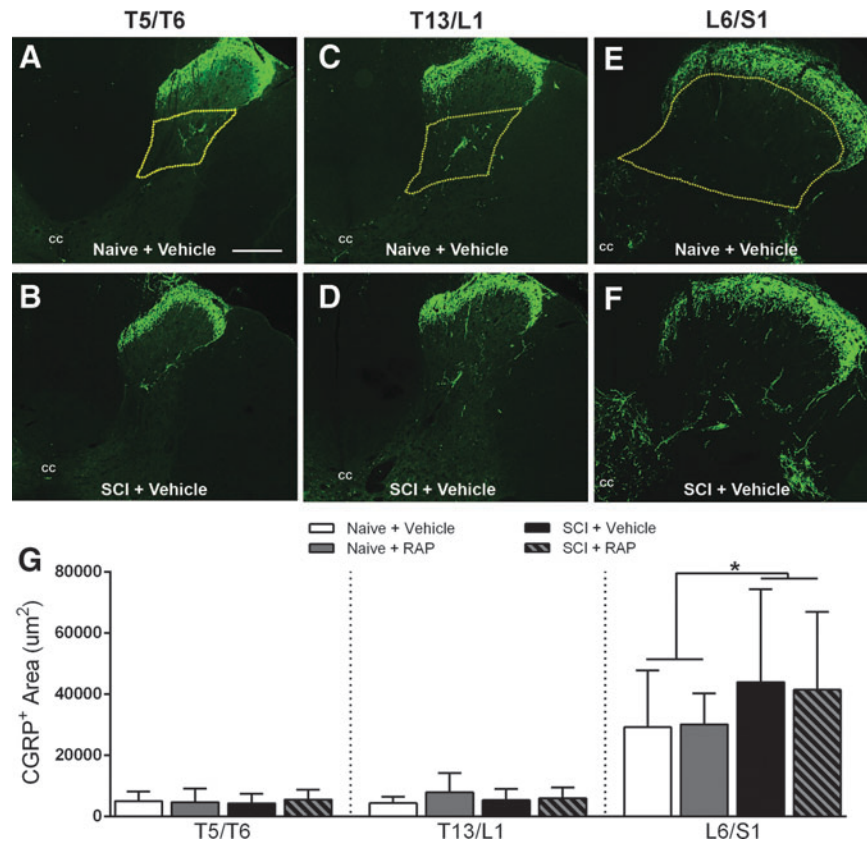 T5/T6 T13/L1 L6/S1
A C E
cc Naive + Vehicle cc Naive + Vehicle cc Naive + Vehicle
B D F
cc SCI + Vehicle cc SCI + Vehicle cc SCI + Vehicle
Naive + Vehicle SCI + Vehicle
Naive + RAP SCI + RAP
G
CGRP+ Area (um2)
80000
60000
40000
20000
0
*
T5/T6 T13/L1 L6/S1